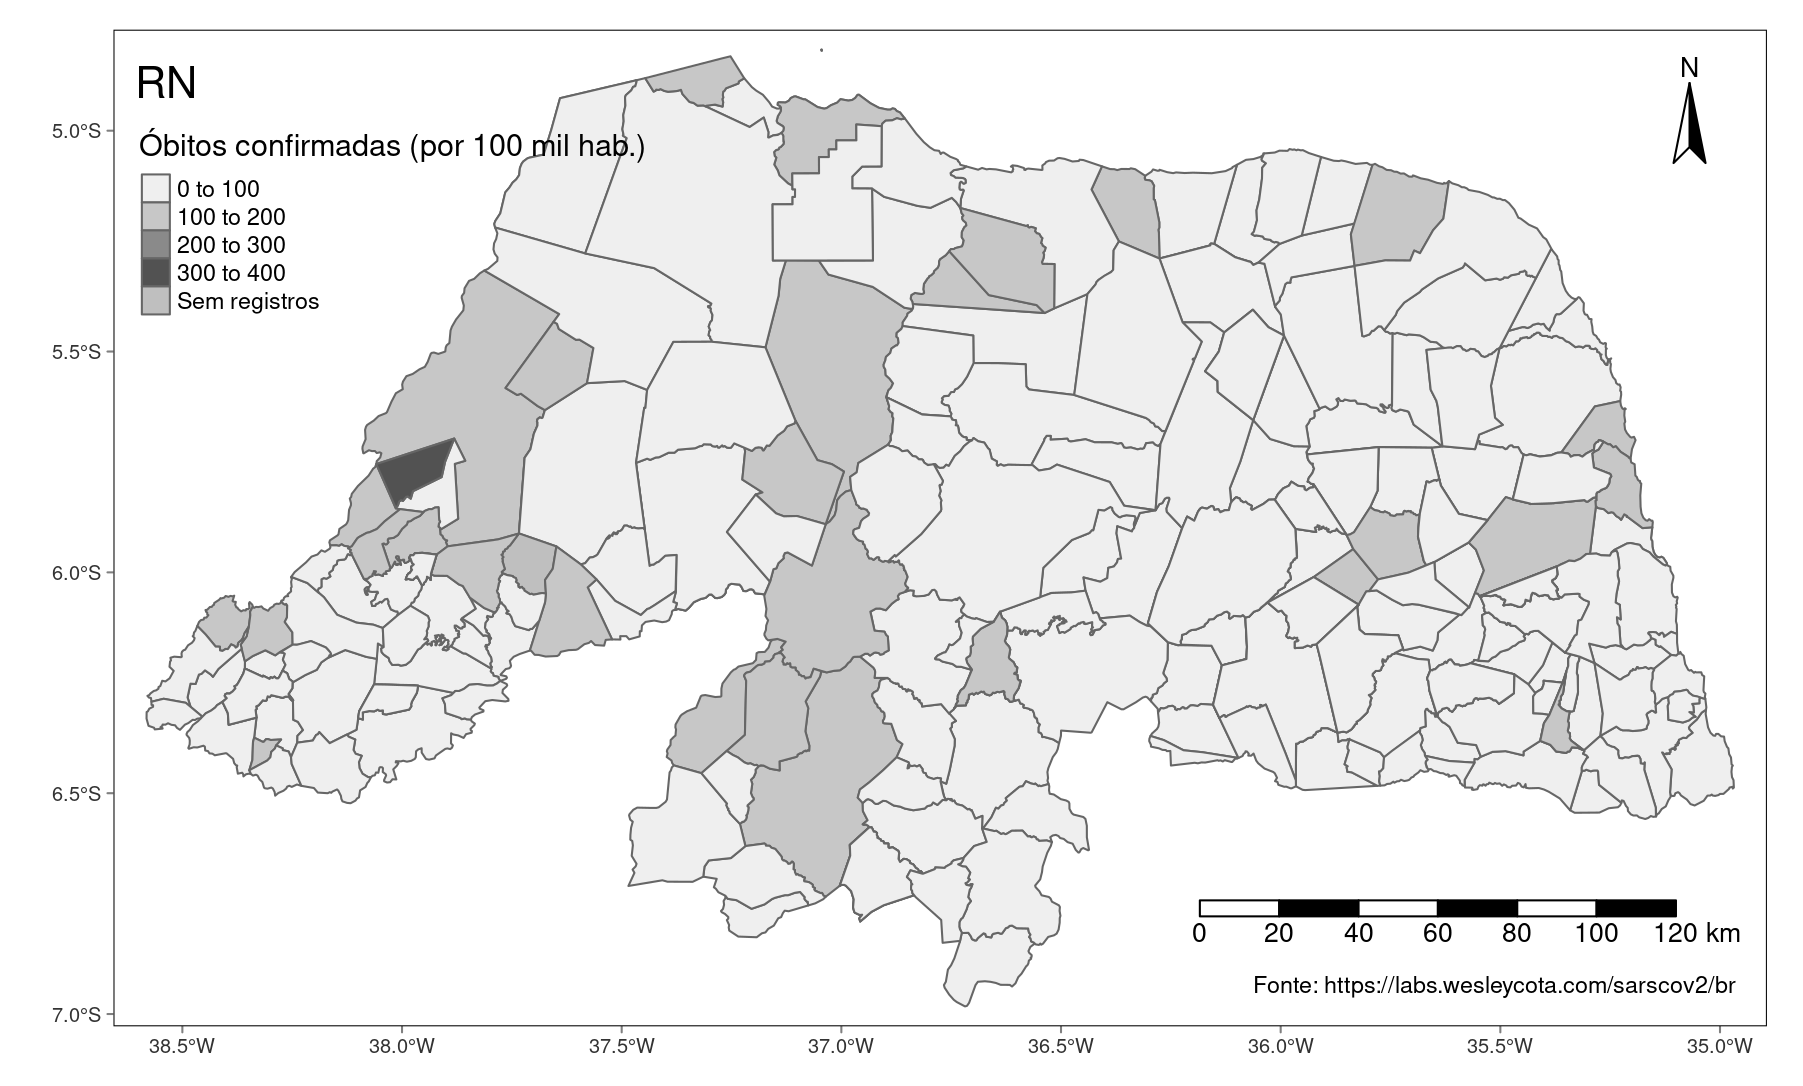 RN
N
Óbitos confirmadas (por 100 mil hab.)
0 to 100
100 to 200
200 to 300
300 to 400
Sem registros
5.0°S
5.5°S
6.0°S
6.5°S
7.0°S
0 20 40 60 80 100 120 km
Fonte: https://labs.wesleycota.com/sarscov2/br
38.5°W 38.0°W 37.5°W 37.0°W 36.5°W 36.0°W 35.5°W 35.0°W